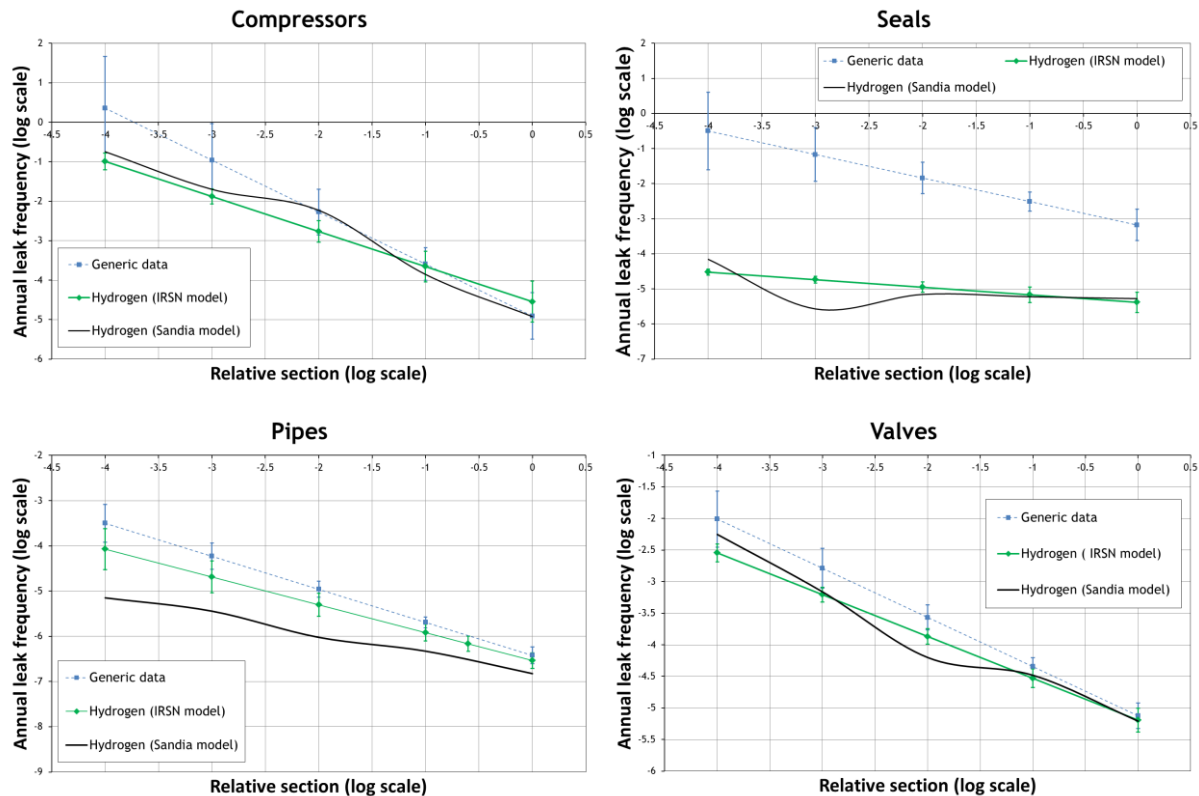 Compressors
Annual leak frequency (log scale)
2
1
0
-1
-2
-3
-4
-5
-6
-4.5 -4 -3.5 -3 -2.5 -2 -1.5 -1 -0.5 0 0.5
Generic data
Hydrogen (IRSN model)
Hydrogen (Sandia model)
Relative section (log scale)
Seals
Annual leak frequency (log scale)
2
1
0
-1
-2
-3
-4
-5
-6
-7
-4.5 -4 -3.5 -3 -2.5 -2 -1.5 -1 -0.5 0 0.5
Generic data Hydrogen (IRSN model)
Hydrogen (Sandia model)
Relative section (log scale)
Pipes
Annual leak frequency (log scale)
-4.5 -4 -3.5 -3 -2.5 -2 -1.5 -1 -0.5 0 0.5
-2
-3
-4
-5
-6
-7
-8
-9
Generic data
Hydrogen (IRSN model)
Hydrogen (Sandia model)
Relative section (log scale)
Valves
Annual leak frequency (log scale)
-4.5 -4 -3.5 -3 -2.5 -2 -1.5 -1 -0.5 0 0.5
-1
-1.5
-2
-2.5
-3
-3.5
-4
-4.5
-5
-5.5
-6
Generic data
Hydrogen ( IRSN model)
Hydrogen (Sandia model)
Relative section (log scale)